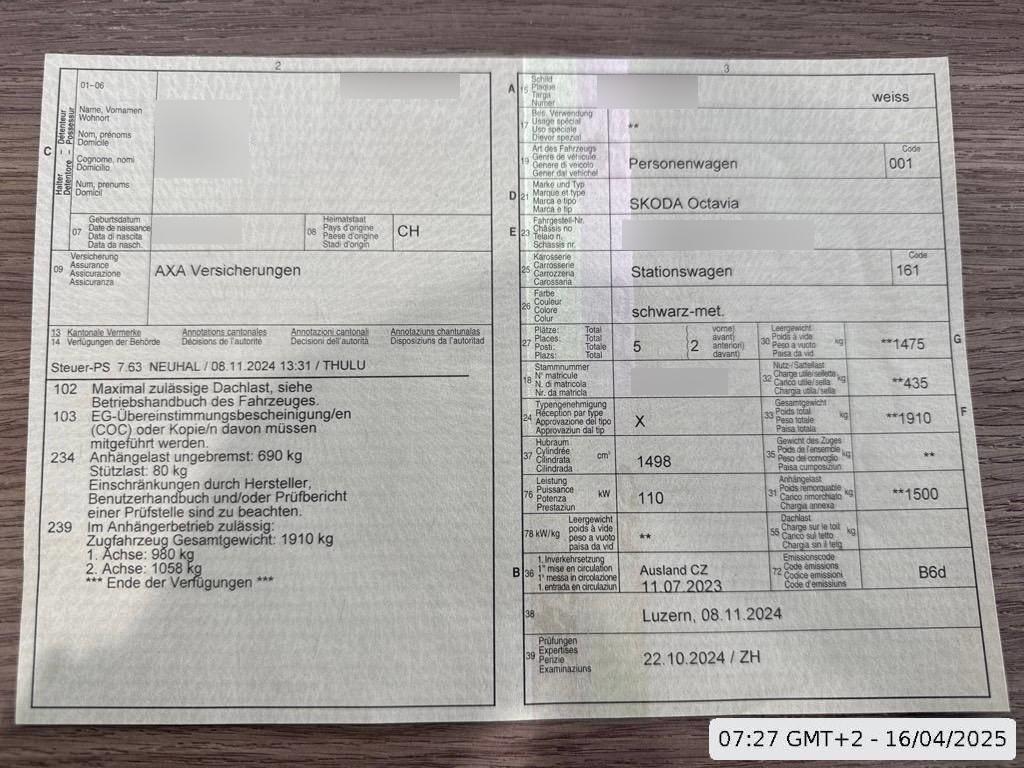 2
01–06
C
Halter – Détenteur
Detentore – Possessur
Name, Vornamen
Wohnort
Nom, prénoms
Domicile
Cognome, nomi
Domicilio
Num, prenums
Domicil
07
Geburtsdatum
Date de naissance
Data di nascita
Data da nasch.
08
Heimatstaat
Pays d'origine
Paese d'origine
Stadi d'origin
CH
09
Versicherung
Assurance
Assicurazione
Assicuranza
AXA Versicherungen
13 Kantonale Vermerke Annotations cantonales Annotazioni cantonali Annotaziuns chantunalas
14 Verfügungen der Behörde Décisions de l'autorité Decisioni dell'autorità Disposiziuns da l'autoritad
Steuer-PS 7.63 NEUHAL / 08.11.2024 13:31 / THULU
102 Maximal zulässige Dachlast, siehe
Betriebshandbuch des Fahrzeuges.
103 EG-Übereinstimmungsbescheinigung/en
(COC) oder Kopie/n davon müssen
mitgeführt werden.
234 Anhängelast ungebremst: 690 kg
Stützlast: 80 kg
Einschränkungen durch Hersteller,
Benutzerhandbuch und/oder Prüfbericht
einer Prüfstelle sind zu beachten.
239 Im Anhängerbetrieb zulässig:
Zugfahrzeug Gesamtgewicht: 1910 kg
1. Achse: 980 kg
2. Achse: 1058 kg
*** Ende der Verfügungen ***
3
A 15
Schild
Plaque
Targa
Numer
weiss
17
Bes. Verwendung
Usage spécial
Uso speciale
Diever spezial
**
19
Art des Fahrzeugs
Genre de véhicule
Genere di veicolo
Gener dal vehichel
Personenwagen
Code
001
D 21
Marke und Typ
Marque et type
Marca e tipo
Marca e tip
SKODA Octavia
E 23
Fahrgestell-Nr.
Châssis no
Telaio n.
Schassis nr.
25
Karosserie
Carrosserie
Carrozzeria
Carossaria
Stationswagen
Code
161
26
Farbe
Couleur
Colore
Colur
schwarz-met.
27
Plätze: Total
Places: Total
Posti: Totale
Plazs: Total
5
2
vorne)
avant)
anteriori)
davant)
30
Leergewicht
Poids à vide
Peso a vuoto
Paisa da vid
kg
**1475
G
18
Stammnummer
N° matricule
N. di matricola
Nr. da matricla
32
Nutz-/Sattellast
Charge utile/sellette
Carico utile/sella
Chargia utila/sella
kg
**435
24
Typengenehmigung
Réception par type
Approvazione del tipo
Approvaziun dal tip
X
33
Gesamtgewicht
Poids total
Peso totale
Paisa totala
kg
**1910
F
37
Hubraum
Cylindrée
Cilindrata
Cilindrada
cm³
1498
35
Gewicht des Zuges
Poids de l'ensemble
Peso del convoglio
Paisa cumposiziun
kg
**
76
Leistung
Puissance
Potenza
Prestaziun
kW
110
31
Anhängelast
Poids remorquable
Carico rimorchiato
Chargia annexa
kg
**1500
78 kW/kg
Leergewicht
poids à vide
peso a vuoto
paisa da vid
**
55
Dachlast
Charge sur le toit
Carico sul tetto
Chargia sin il tetg
kg
B 36
1. Inverkehrsetzung
1re mise en circulation
1a messa in circolazione
1. entrada en circulaziun
Ausland CZ
11.07.2023
72
Emissionscode
Code émissions
Codice emissioni
Code d'emissiuns
B6d
38
Luzern, 08.11.2024
39
Prüfungen
Expertises
Perizie
Examinaziuns
22.10.2024 / ZH
07:27 GMT+2 - 16/04/2025